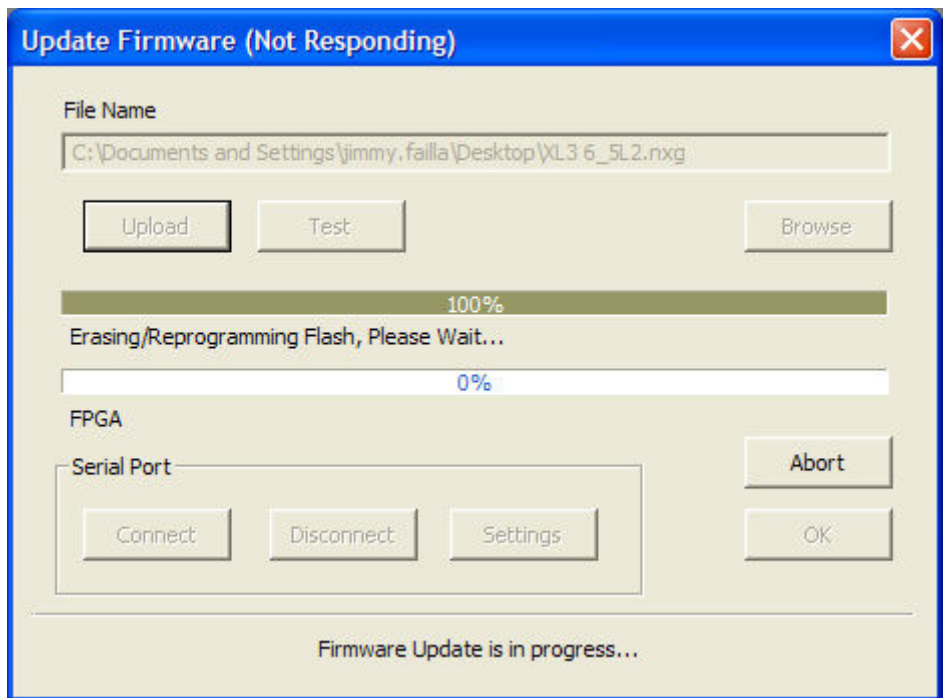 Update Firmware (Not Responding)
File Name
C:\Documents and Settings\jimmy.failla\Desktop\XL3 6_5L2.nxg
Upload Test Browse
100%
Erasing/Reprogramming Flash, Please Wait...
0%
FPGA
Serial Port
Abort
Connect Disconnect Settings OK
Firmware Update is in progress...